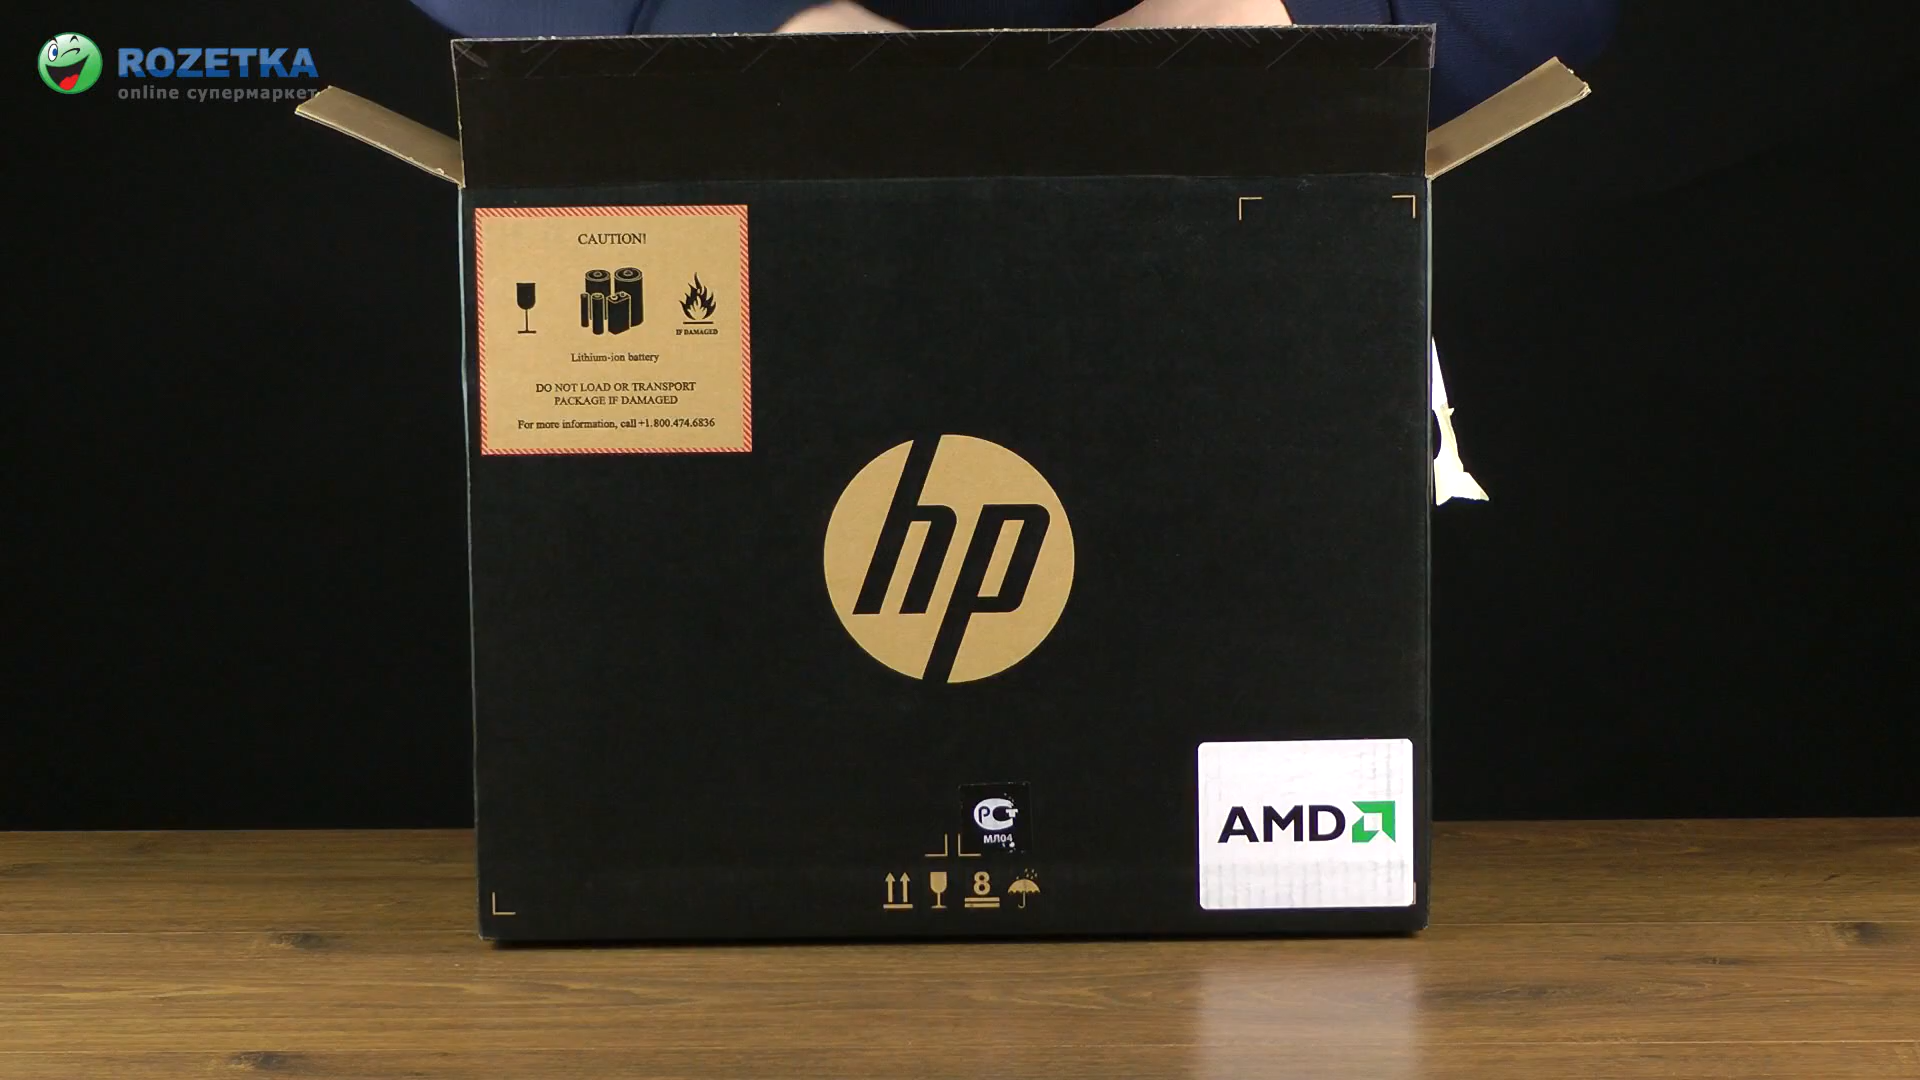 ROZETKA
online супермаркет
CAUTION!
IF DAMAGED
Lithium-ion battery
DO NOT LOAD OR TRANSPORT
PACKAGE IF DAMAGED
For more information, call +1.800.474.6836
hp
РСТ
МЛ04
AMD
8